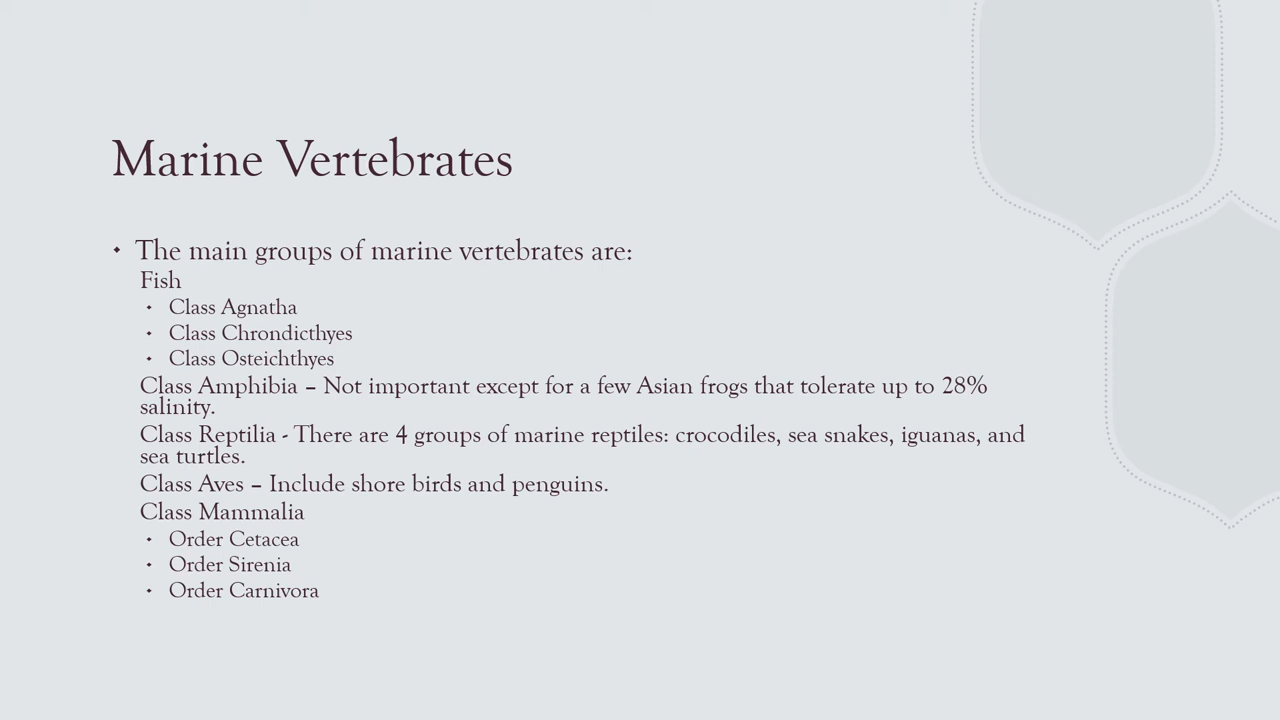 Marine Vertebrates
• The main groups of marine vertebrates are:
Fish
• Class Agnatha
• Class Chrondicthyes
• Class Osteichthyes
Class Amphibia – Not important except for a few Asian frogs that tolerate up to 28%
salinity.
Class Reptilia - There are 4 groups of marine reptiles: crocodiles, sea snakes, iguanas, and
sea turtles.
Class Aves – Include shore birds and penguins.
Class Mammalia
• Order Cetacea
• Order Sirenia
• Order Carnivora